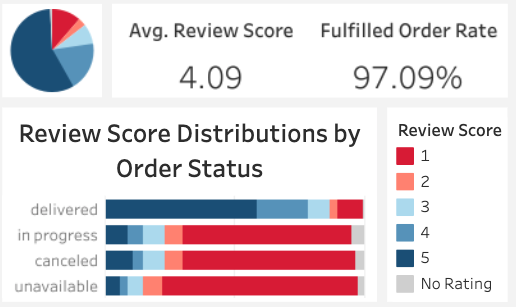 Avg. Review Score
Fulfilled Order Rate
4.09
97.09%
Review Score Distributions by
Order Status
delivered
in progress
canceled
unavailable
Review Score
1
2
3
4
5
No Rating